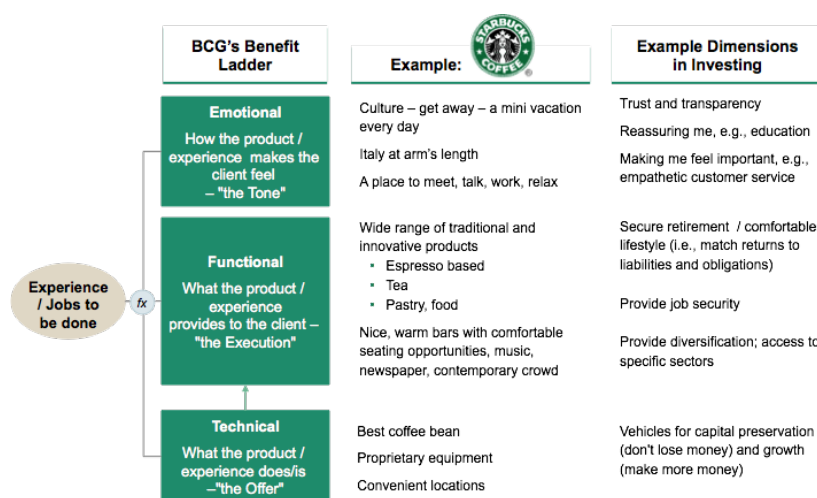 BCG's Benefit
Ladder
Example:
STARBUCKS
COFFEE
®
Example Dimensions
in Investing
Experience
/ Jobs to
be done
fx
Emotional
How the product /
experience makes the
client feel
– "the Tone"
Culture – get away – a mini vacation
every day
Italy at arm's length
A place to meet, talk, work, relax
Trust and transparency
Reassuring me, e.g., education
Making me feel important, e.g.,
empathetic customer service
Functional
What the product /
experience
provides to the client –
"the Execution"
Wide range of traditional and
innovative products
▪ Espresso based
▪ Tea
▪ Pastry, food
Nice, warm bars with comfortable
seating opportunities, music,
newspaper, contemporary crowd
Secure retirement / comfortable
lifestyle (i.e., match returns to
liabilities and obligations)
Provide job security
Provide diversification; access to
specific sectors
Technical
What the product /
experience does/is
–"the Offer"
Best coffee bean
Proprietary equipment
Convenient locations
Vehicles for capital preservation
(don't lose money) and growth
(make more money)